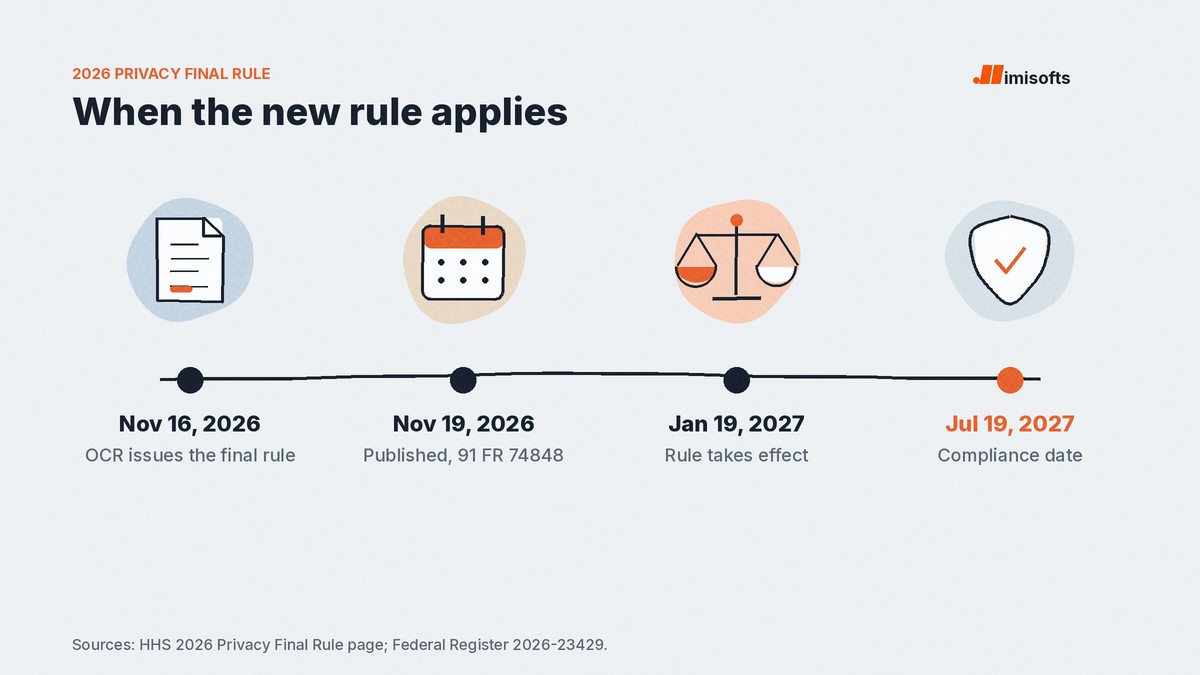 2026 PRIVACY FINAL RULE
When the new rule applies
imisofts
Nov 16, 2026
OCR issues the final rule
Nov 19, 2026
Published, 91 FR 74848
Jan 19, 2027
Rule takes effect
Jul 19, 2027
Compliance date
Sources: HHS 2026 Privacy Final Rule page; Federal Register 2026-23429.